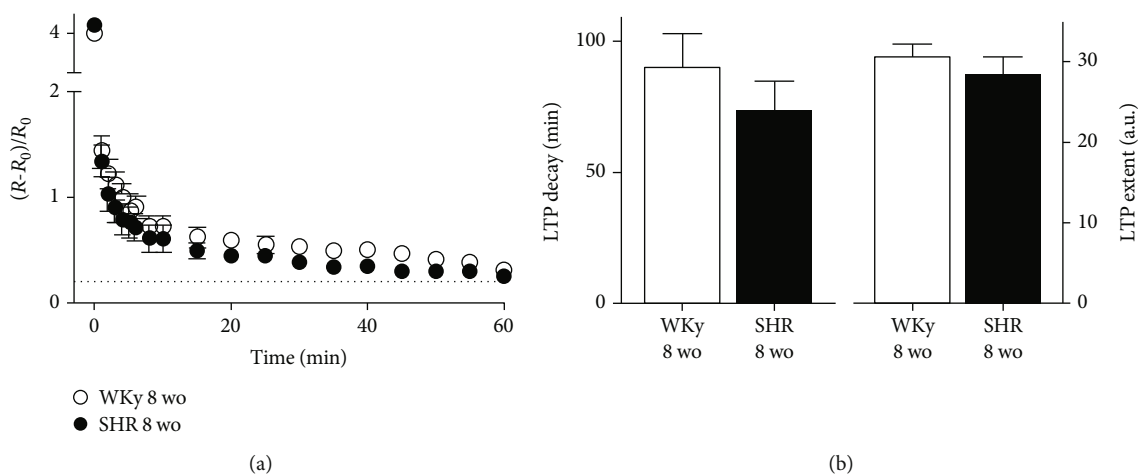 4
2
1
0
(R-R0)/R0
0
20
40
60
Time (min)
WKy 8 wo
SHR 8 wo
(a)
100
50
0
LTP decay (min)
WKy
8 wo
SHR
8 wo
WKy
8 wo
SHR
8 wo
30
20
10
0
LTP extent (a.u.)
(b)